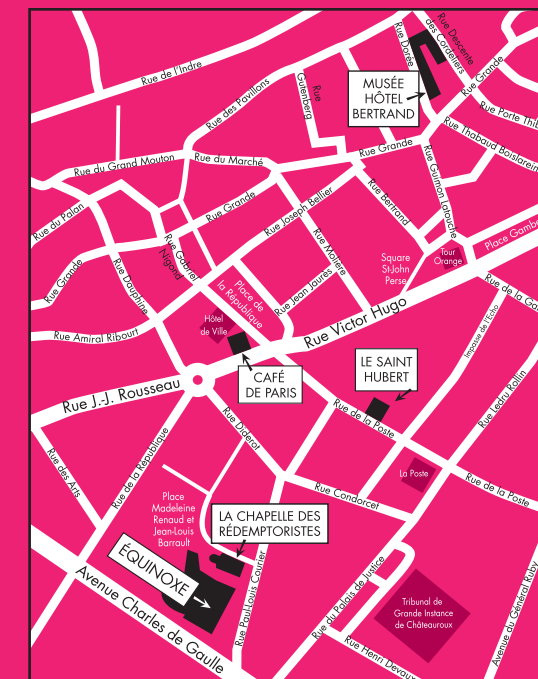 Rue Descente
des Cordeliers
Rue Dorée
Rue de l'Indre
Rue Grande
MUSÉE
HÔTEL
BERTRAND
Rue des Pavillons
Rue
Gutenberg
Rue Porte Thib
Rue Thabaud Boislarein
Rue Grande
Rue du Grand Mouton
Rue du Marché
Rue Guimon Latouche
Rue Bertrand
Rue Grande
Rue Joseph Bellier
Rue du Palan
Rue Gabriel
Nigond
Rue Molière
Place Gambe
Tour
Orange
Square
St-John
Perse
Rue Grande
Rue Dauphine
Place de
la République
Rue Jean Jaurès
Rue de la Ga
Hôtel
de Ville
Rue Victor Hugo
Impasse de l'Echo
Rue Amiral Ribourt
CAFÉ
DE PARIS
LE SAINT
HUBERT
Rue J.-J. Rousseau
Rue Ledru Rollin
Rue de la Poste
Rue Diderot
Rue de la République
Rue des Arts
La Poste
Rue de la Poste
Rue Condorcet
Place
Madeleine
Renaud et
Jean-Louis
Barrault
LA CHAPELLE DES
RÉDEMPTORISTES
ÉQUINOXE
Avenue Charles de Gaulle
Rue Paul-Louis Courier
Rue du Palais de Justice
Tribunal de
Grande Instance
de Châteauroux
Rue Henri Devaux
Avenue du Général Ruby